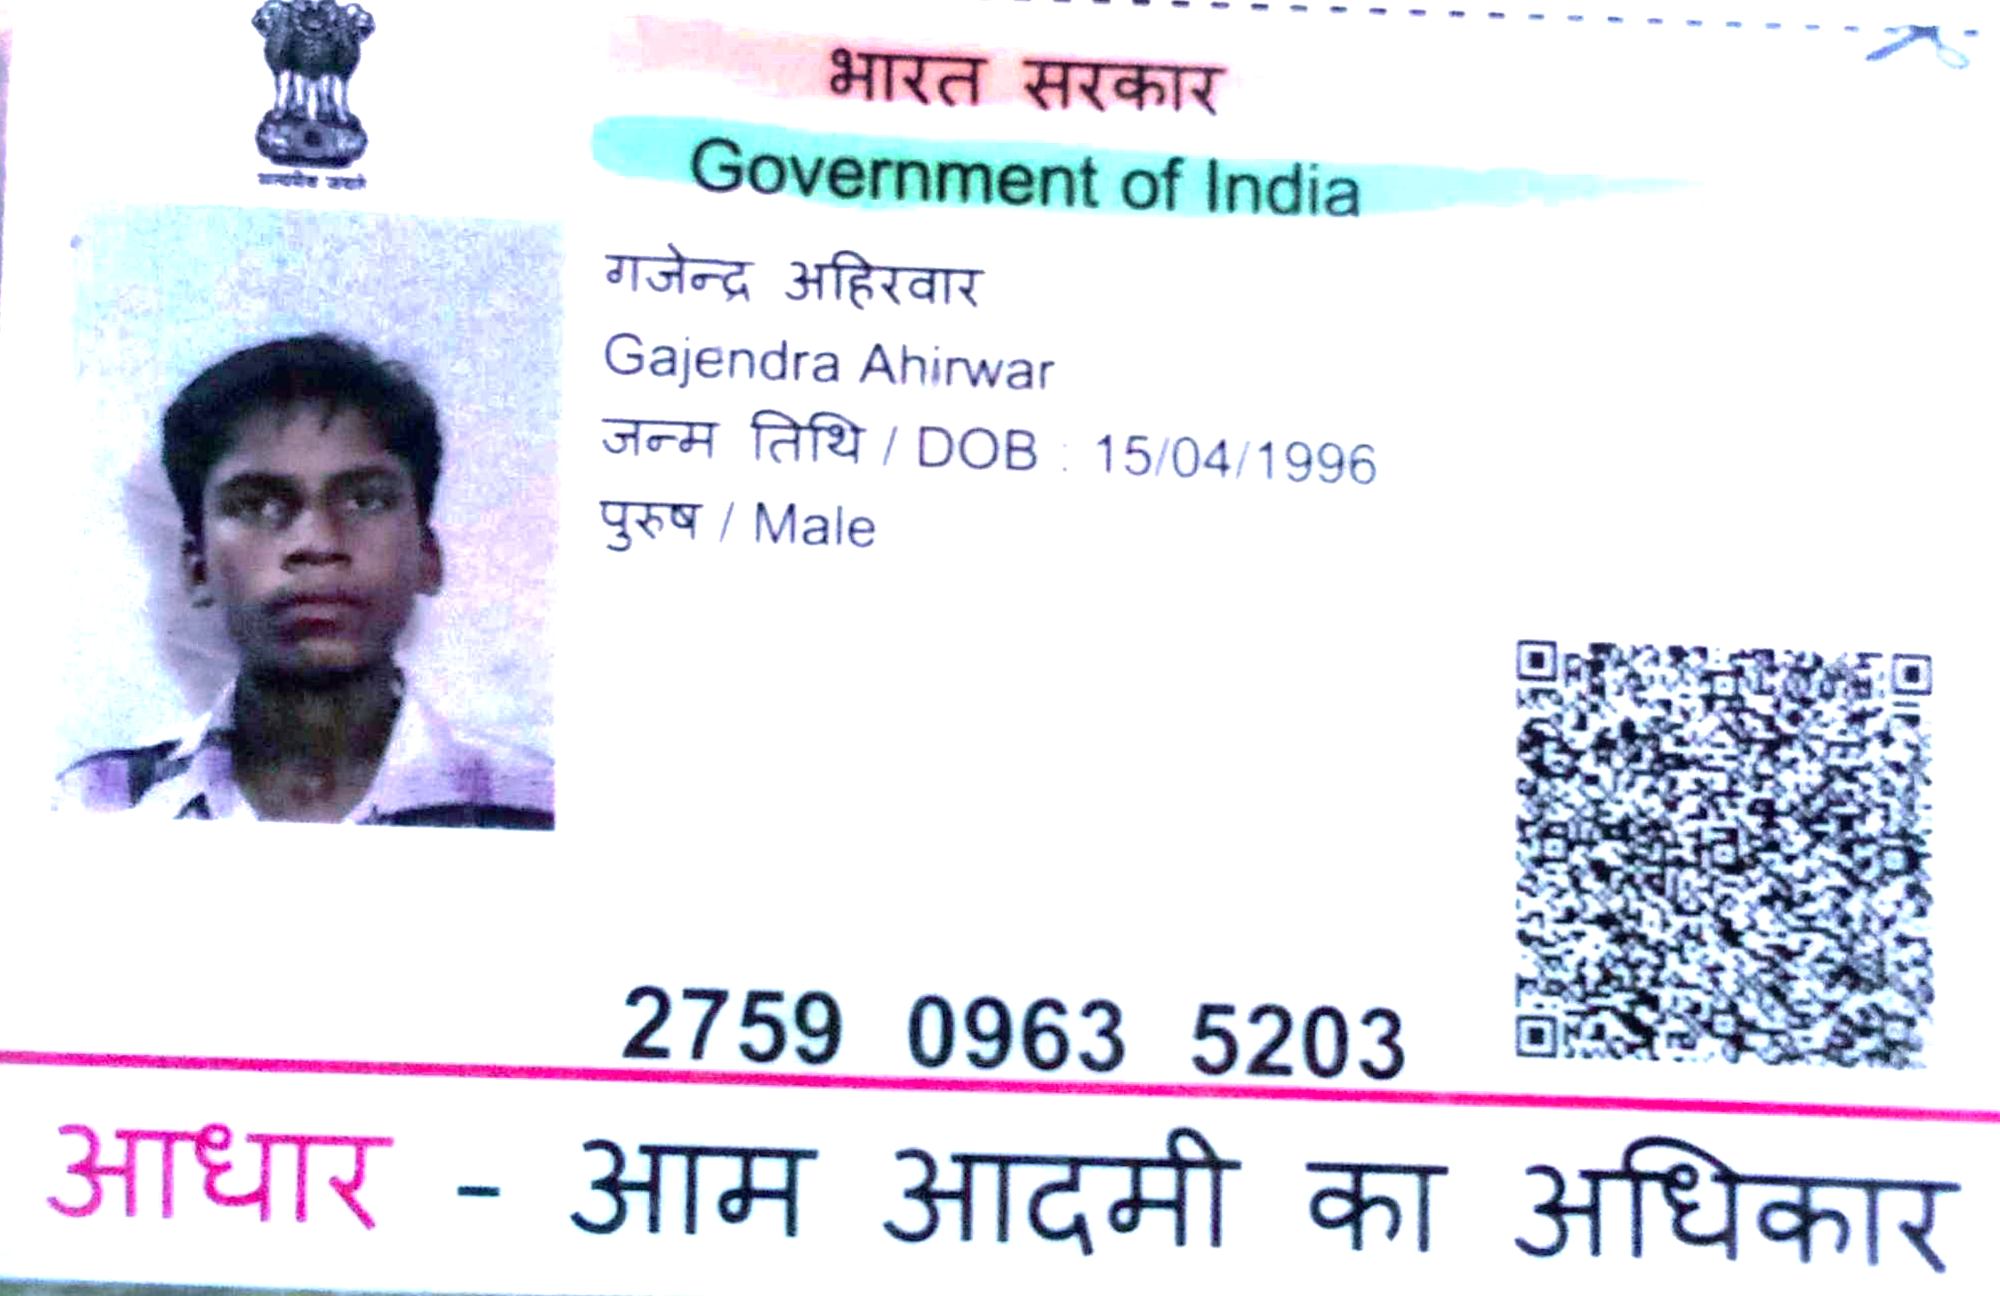 सत्यमेव जयते
भारत सरकार
Government of India
गजेन्द्र अहिरवार
Gajendra Ahirwar
जन्म तिथि / DOB : 15/04/1996
पुरुष / Male
2759 0963 5203
आधार - आम आदमी का अधिकार